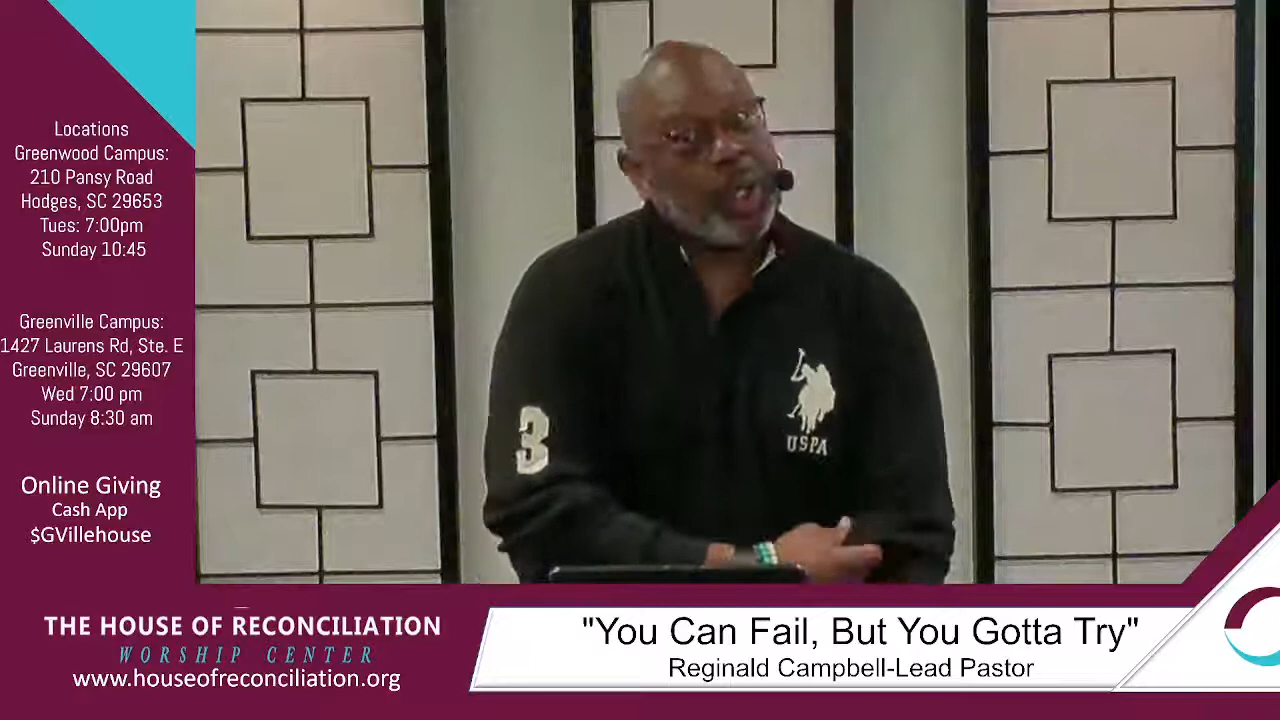 Locations
Greenwood Campus:
210 Pansy Road
Hodges, SC 29653
Tues: 7:00pm
Sunday 10:45
Greenville Campus:
1427 Laurens Rd, Ste. E
Greenville, SC 29607
Wed 7:00 pm
Sunday 8:30 am
Online Giving
Cash App
$GVillehouse
3
USPA
THE HOUSE OF RECONCILIATION
WORSHIP CENTER
www.houseofreconciliation.org
"You Can Fail, But You Gotta Try"
Reginald Campbell-Lead Pastor